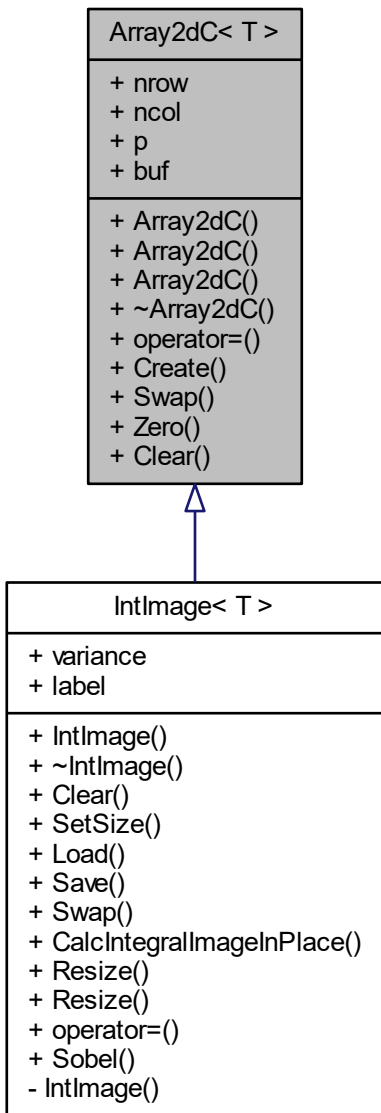 Array2dC< T >
+ nrow
+ ncol
+ p
+ buf
+ Array2dC()
+ Array2dC()
+ Array2dC()
+ ~Array2dC()
+ operator=()
+ Create()
+ Swap()
+ Zero()
+ Clear()
IntImage< T >
+ variance
+ label
+ IntImage()
+ ~IntImage()
+ Clear()
+ SetSize()
+ Load()
+ Save()
+ Swap()
+ CalcIntegralImageInPlace()
+ Resize()
+ Resize()
+ operator=()
+ Sobel()
- IntImage()